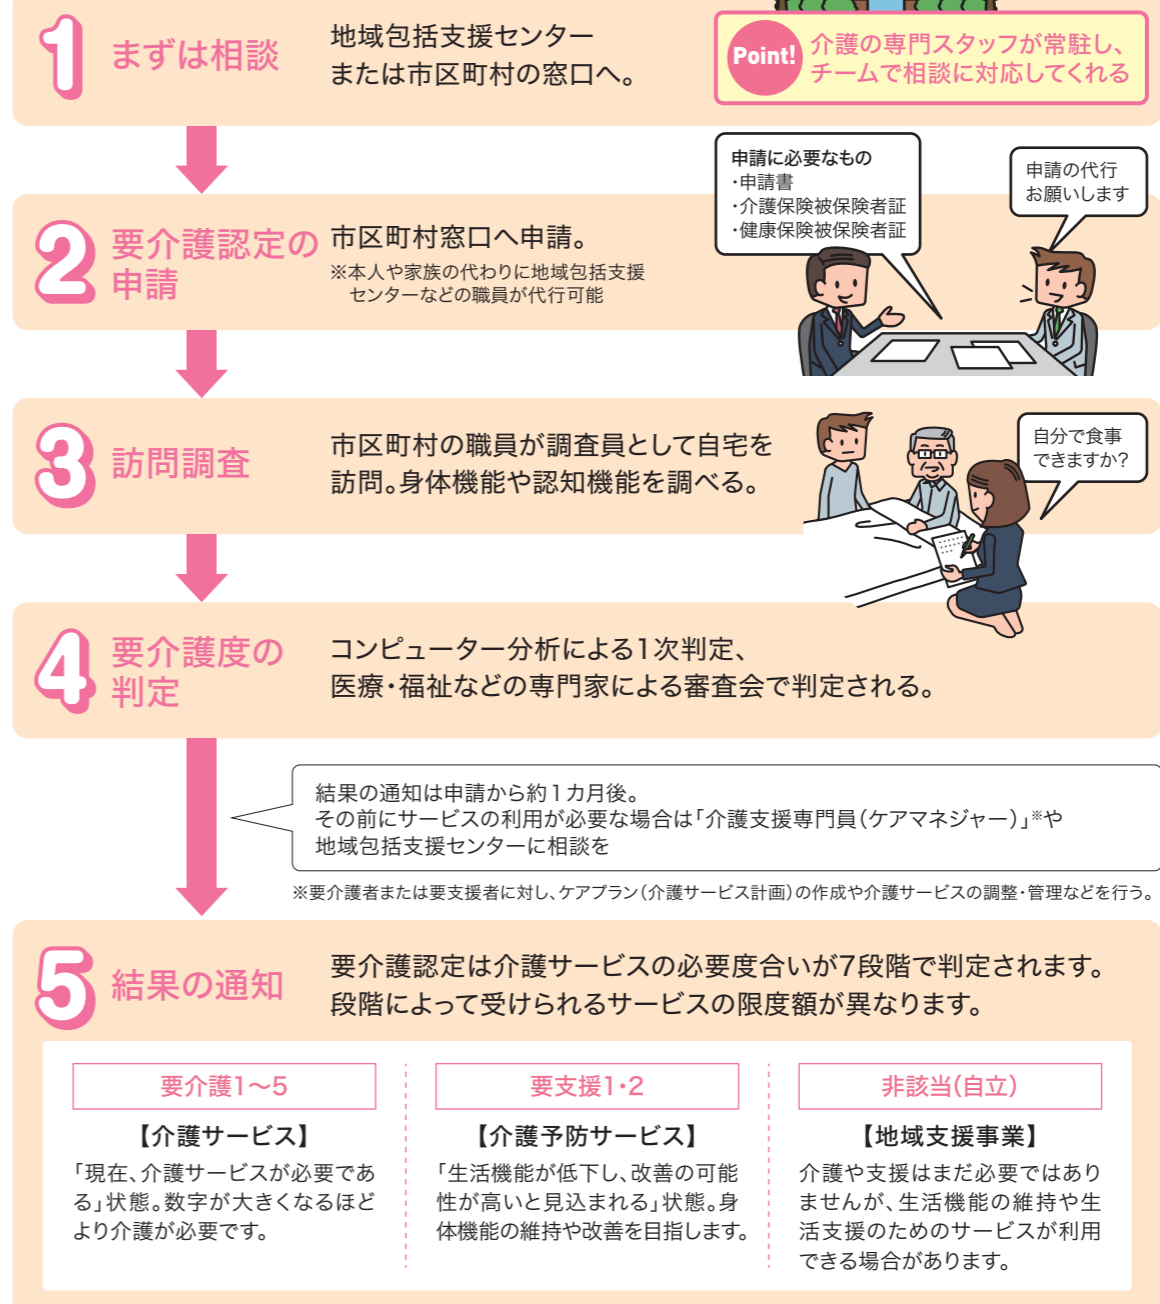 1 まずは相談
地域包括支援センター
または市区町村の窓口へ。
Point!
介護の専門スタッフが常駐し、
チームで相談に対応してくれる
2 要介護認定の
申請
市区町村窓口へ申請。
※本人や家族の代わりに地域包括支援
センターなどの職員が代行可能
申請に必要なもの
・申請書
・介護保険被保険者証
・健康保険被保険者証
申請の代行
お願いします
3 訪問調査
市区町村の職員が調査員として自宅を
訪問。身体機能や認知機能を調べる。
自分で食事
できますか?
4 要介護度の
判定
コンピューター分析による1次判定、
医療・福祉などの専門家による審査会で判定される。
結果の通知は申請から約1カ月後。
その前にサービスの利用が必要な場合は「介護支援専門員(ケアマネジャー)」※や
地域包括支援センターに相談を
※要介護者または要支援者に対し、ケアプラン(介護サービス計画)の作成や介護サービスの調整・管理などを行う。
5 結果の通知
要介護認定は介護サービスの必要度合いが7段階で判定されます。
段階によって受けられるサービスの限度額が異なります。
要介護1〜5
【介護サービス】
「現在、介護サービスが必要であ
る」状態。数字が大きくなるほど
より介護が必要です。
要支援1・2
【介護予防サービス】
「生活機能が低下し、改善の可能
性が高いと見込まれる」状態。身
体機能の維持や改善を目指します。
非該当(自立)
【地域支援事業】
介護や支援はまだ必要ではあり
ませんが、生活機能の維持や生
活支援のためのサービスが利用
できる場合があります。